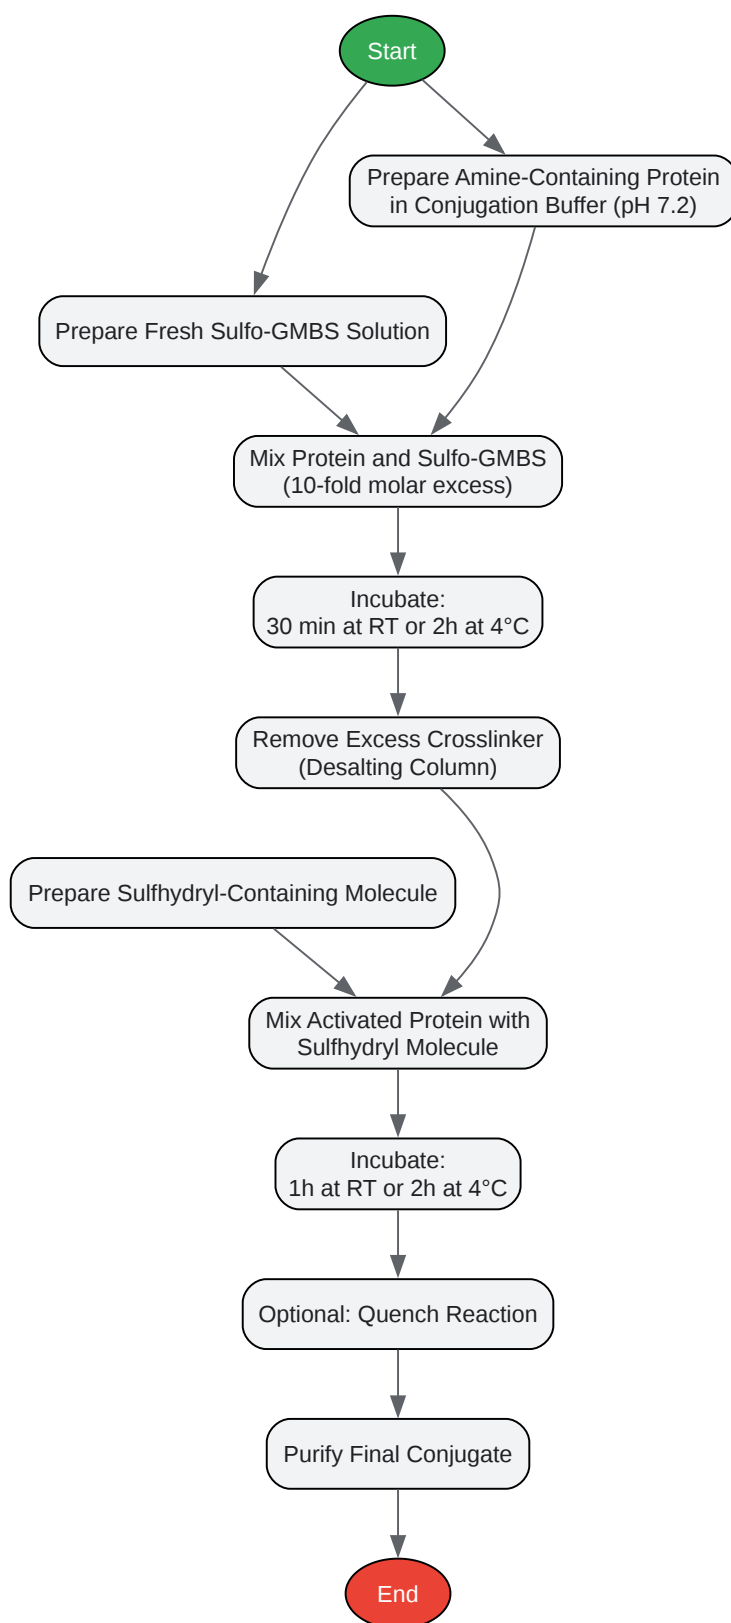 Start
Prepare Amine-Containing Protein
in Conjugation Buffer (pH 7.2)
Prepare Fresh Sulfo-GMBS Solution
Mix Protein and Sulfo-GMBS
(10-fold molar excess)
Incubate:
30 min at RT or 2h at 4°C
Remove Excess Crosslinker
(Desalting Column)
Prepare Sulfhydryl-Containing Molecule
Mix Activated Protein with
Sulfhydryl Molecule
Incubate:
1h at RT or 2h at 4°C
Optional: Quench Reaction
Purify Final Conjugate
End